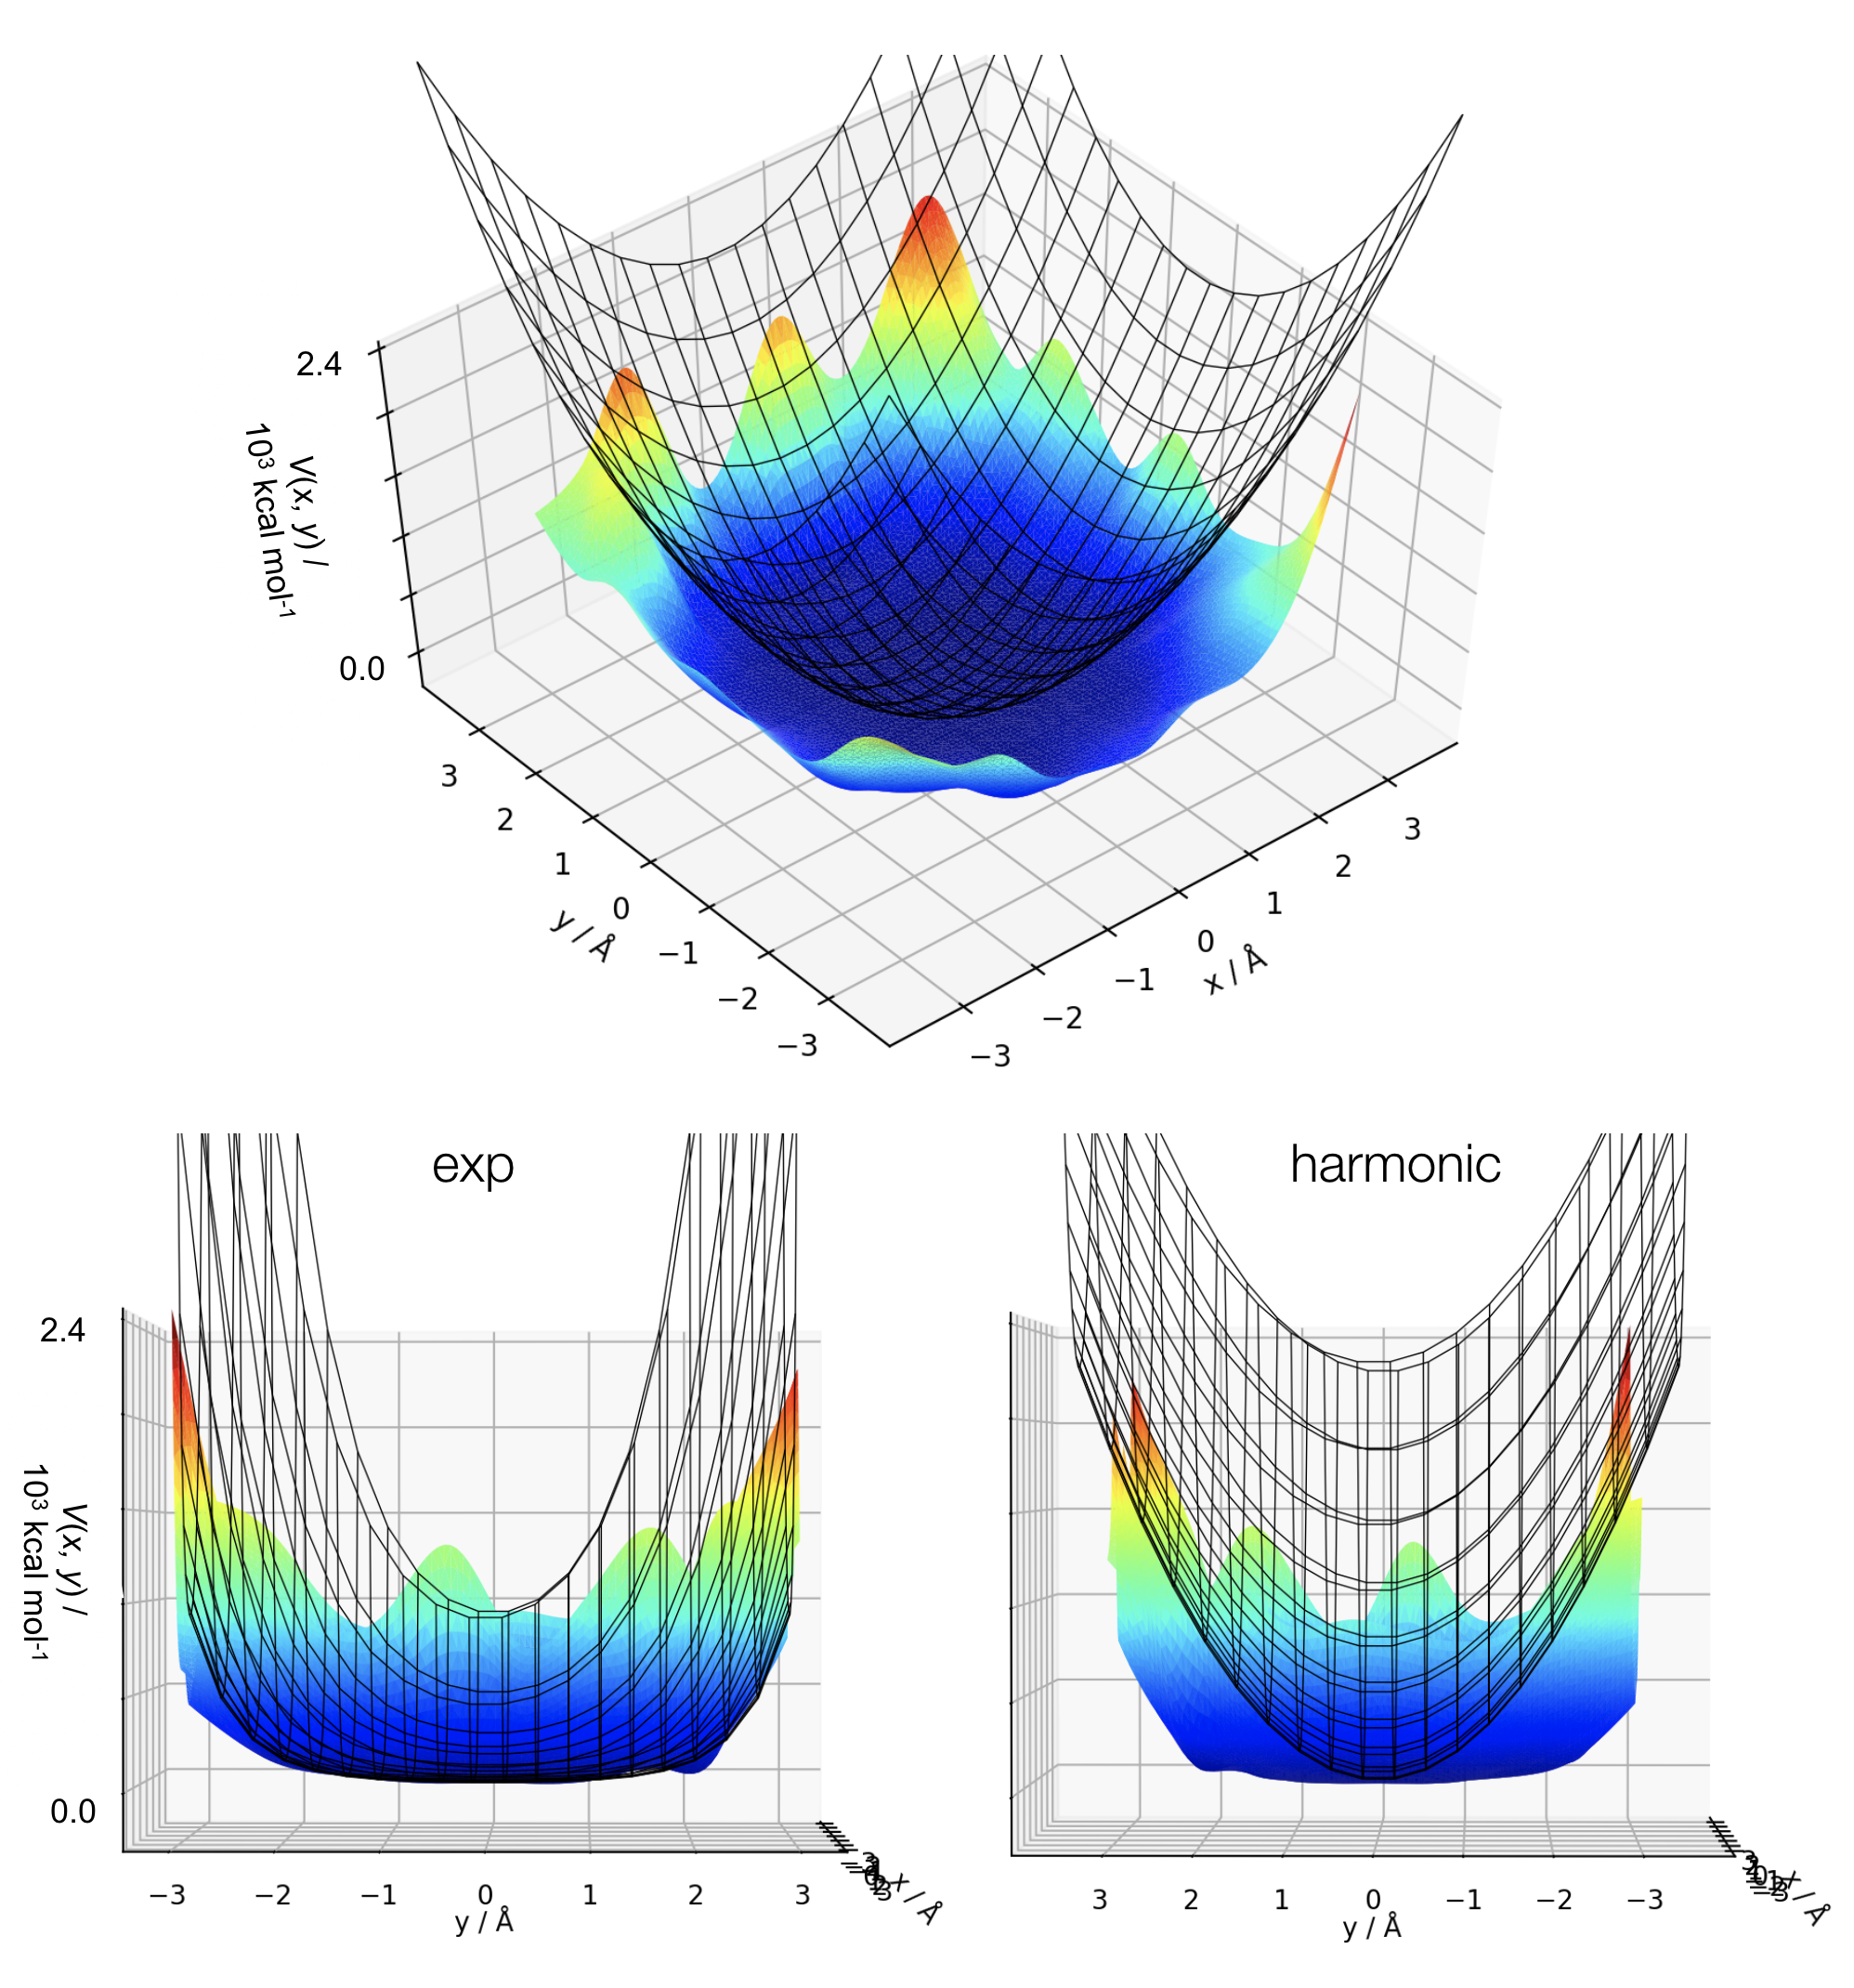 2.4
V(x, y) /
10³ kcal mol⁻¹
0.0
3
2
1
0
−1
−2
−3
y / Å
3
2
1
0
−1
−2
−3
x / Å
exp
2.4
V(x, y) /
10³ kcal mol⁻¹
0.0
−3 −2 −1 0 1 2 3
y / Å
x / Å
harmonic
3 2 1 0 −1 −2 −3
y / Å
x / Å